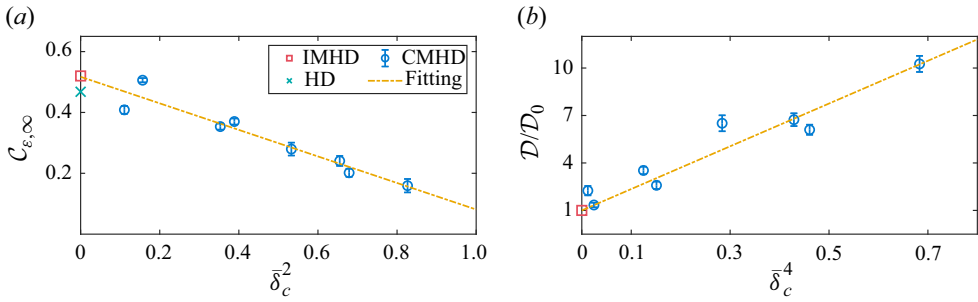 (a)
C_{ε,∞}
0.6
0.4
0.2
0
0.2
0.4
0.6
0.8
1.0
δ̄_c^2
IMHD
CMHD
HD
Fitting
(b)
D/D_0
10
7
4
1
0
0.1
0.3
0.5
0.7
δ̄_c^4